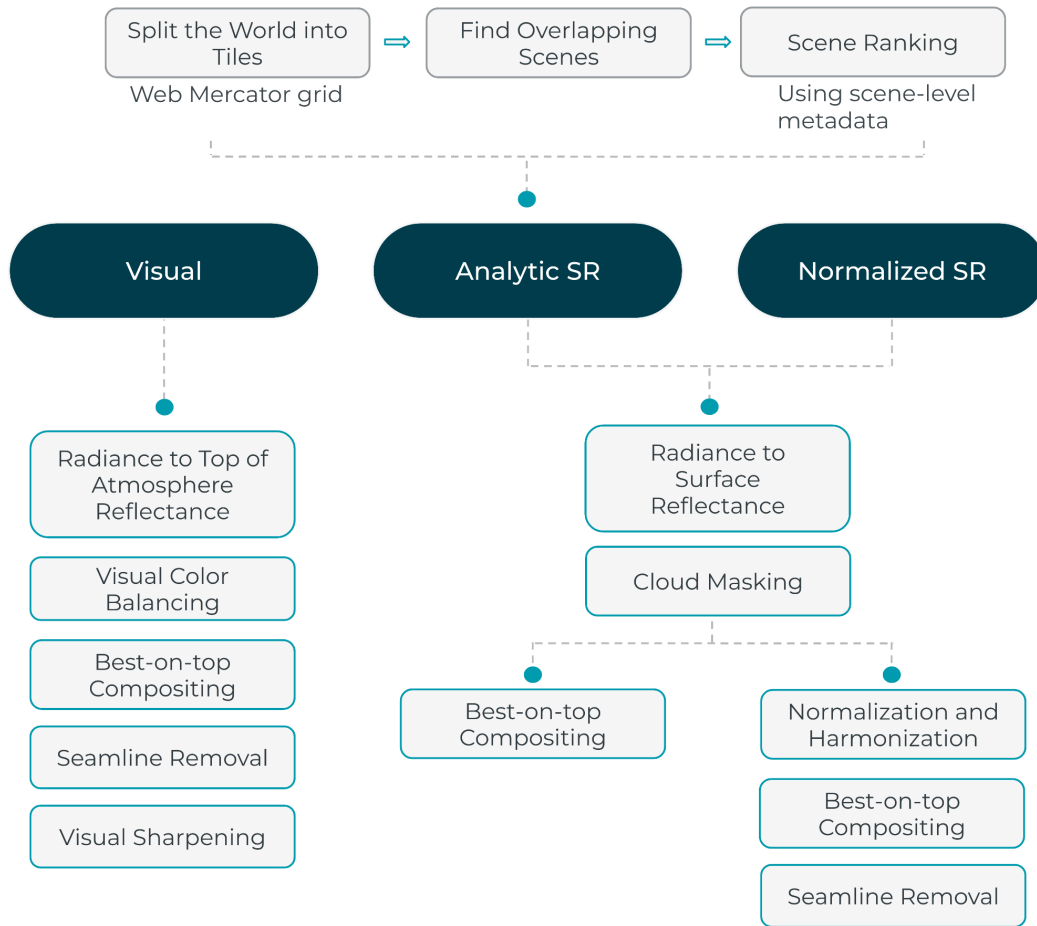 Split the World into
Tiles
Find Overlapping
Scenes
Scene Ranking
Web Mercator grid
Using scene-level
metadata
Visual
Analytic SR
Normalized SR
Radiance to Top of
Atmosphere
Reflectance
Visual Color
Balancing
Best-on-top
Compositing
Seamline Removal
Visual Sharpening
Radiance to
Surface
Reflectance
Cloud Masking
Best-on-top
Compositing
Normalization and
Harmonization
Best-on-top
Compositing
Seamline Removal